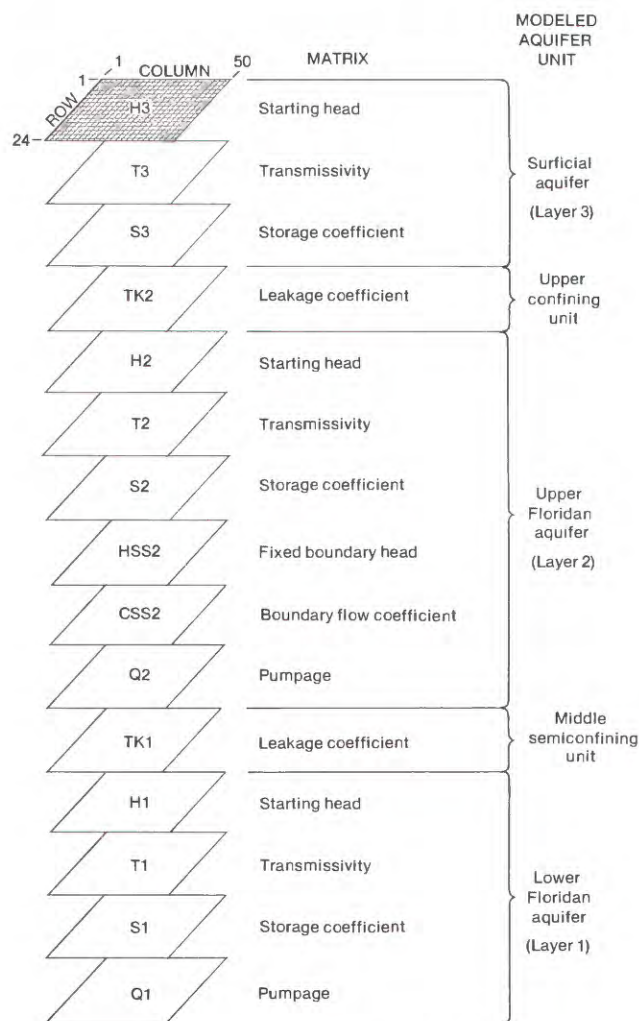 MODELED
AQUIFER
UNIT
1
50
1
COLUMN
MATRIX
ROW
H3
Starting head
24
T3
Transmissivity
Surficial
aquifer
(Layer 3)
S3
Storage coefficient
TK2
Leakage coefficient
Upper
confining
unit
H2
Starting head
T2
Transmissivity
S2
Storage coefficient
Upper
Floridan
aquifer
(Layer 2)
HSS2
Fixed boundary head
CSS2
Boundary flow coefficient
Q2
Pumpage
TK1
Leakage coefficient
Middle
semiconfining
unit
H1
Starting head
T1
Transmissivity
Lower
Floridan
aquifer
(Layer 1)
S1
Storage coefficient
Q1
Pumpage